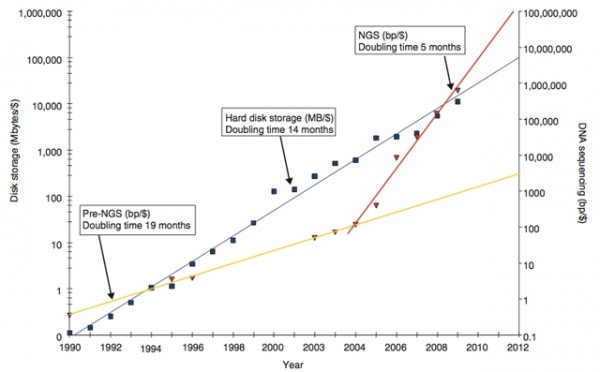 1,000,000
100,000
10,000
1,000
100
10
1
0
Disk storage (Mbytes/$)
NGS (bp/$)
Doubling time 5 months
Hard disk storage (MB/$)
Doubling time 14 months
Pre-NGS (bp/$)
Doubling time 19 months
100,000,000
10,000,000
1,000,000
100,000
10,000
1000
100
10
1
0.1
DNA sequencing (bp/$)
1990 1992 1994 1995 1998 2000 2002 2004 2006 2007 2008 2010 2012
Year